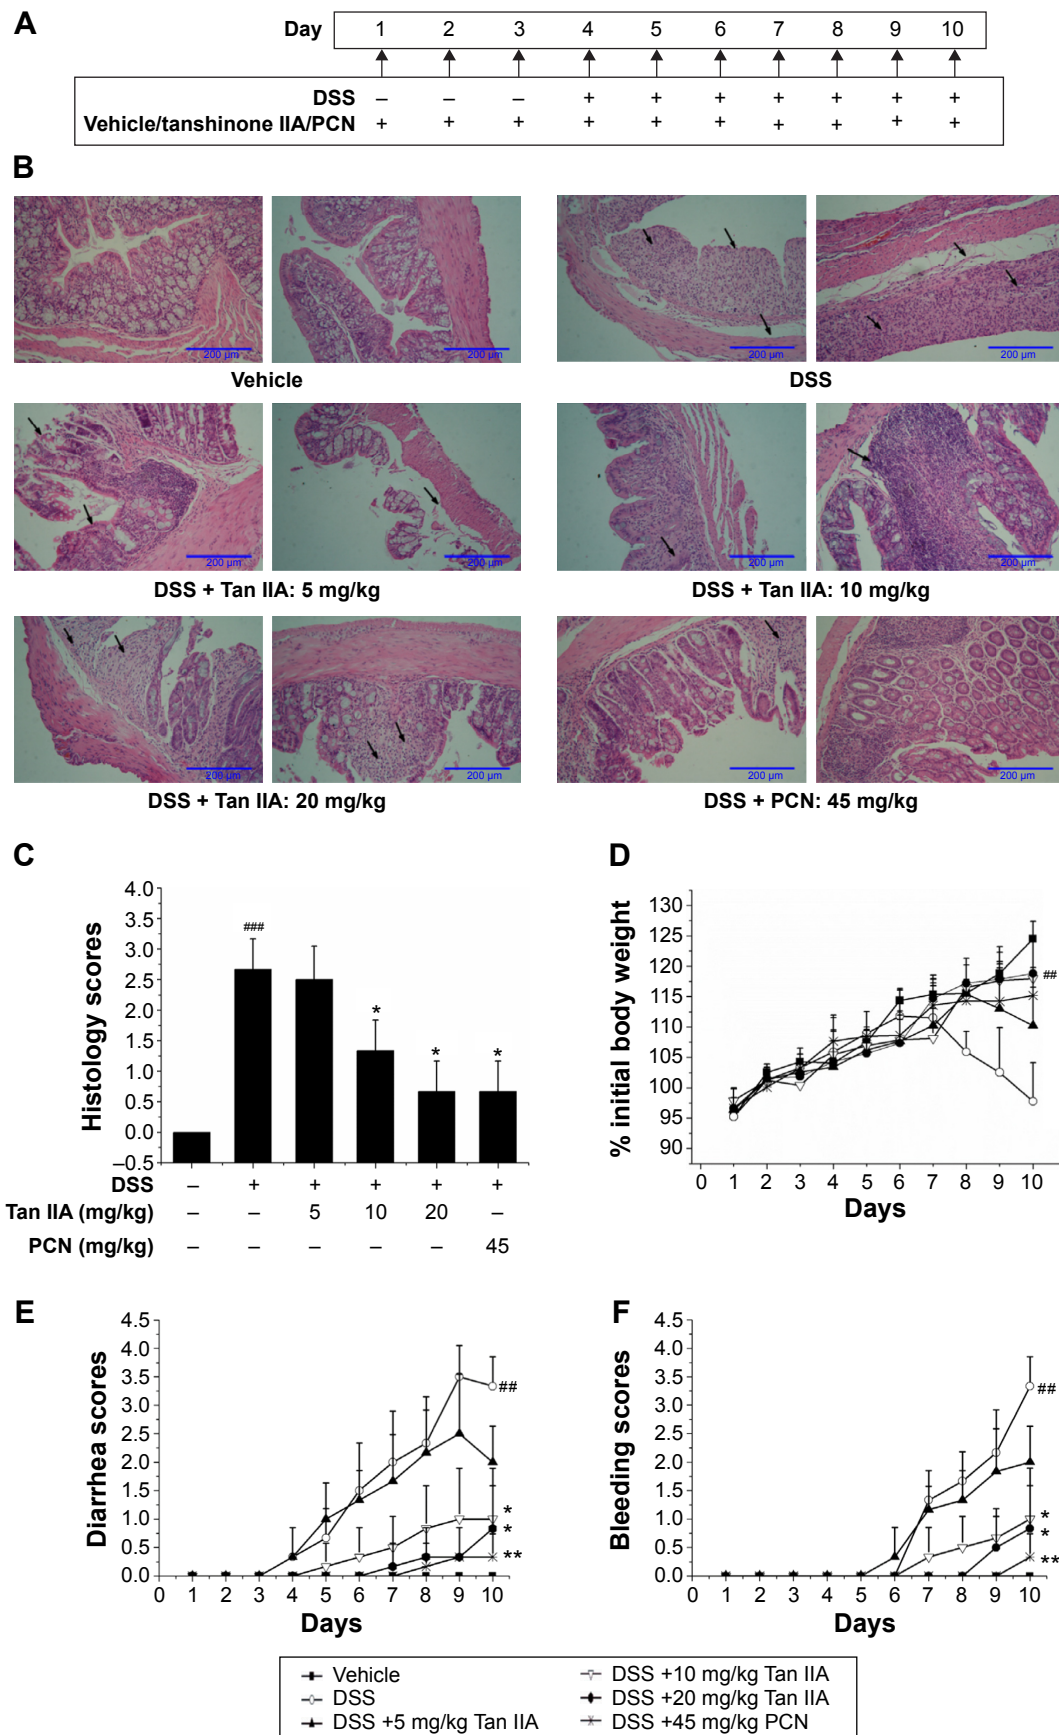 A
Day 1 2 3 4 5 6 7 8 9 10
DSS – – – + + + + + + +
Vehicle/tanshinone IIA/PCN + + + + + + + + + +
B
200 µm 200 µm 200 µm 200 µm
Vehicle DSS
200 µm 200 µm 200 µm 200 µm
DSS + Tan IIA: 5 mg/kg DSS + Tan IIA: 10 mg/kg
200 µm 200 µm 200 µm 200 µm
DSS + Tan IIA: 20 mg/kg DSS + PCN: 45 mg/kg
C
Histology scores
4.0
3.5
3.0
2.5
2.0
1.5
1.0
0.5
0.0
–0.5
###
*
*
*
DSS – + + + + +
Tan IIA (mg/kg) – – 5 10 20 –
PCN (mg/kg) – – – – – 45
D
% initial body weight
130
125
120
115
110
105
100
95
90
##
0 1 2 3 4 5 6 7 8 9 10
Days
E
Diarrhea scores
4.5
4.0
3.5
3.0
2.5
2.0
1.5
1.0
0.5
0.0
##
*
*
**
0 1 2 3 4 5 6 7 8 9 10
Days
F
Bleeding scores
4.5
4.0
3.5
3.0
2.5
2.0
1.5
1.0
0.5
0.0
##
*
*
**
0 1 2 3 4 5 6 7 8 9 10
Days
Vehicle
DSS
DSS +5 mg/kg Tan IIA
DSS +10 mg/kg Tan IIA
DSS +20 mg/kg Tan IIA
DSS +45 mg/kg PCN